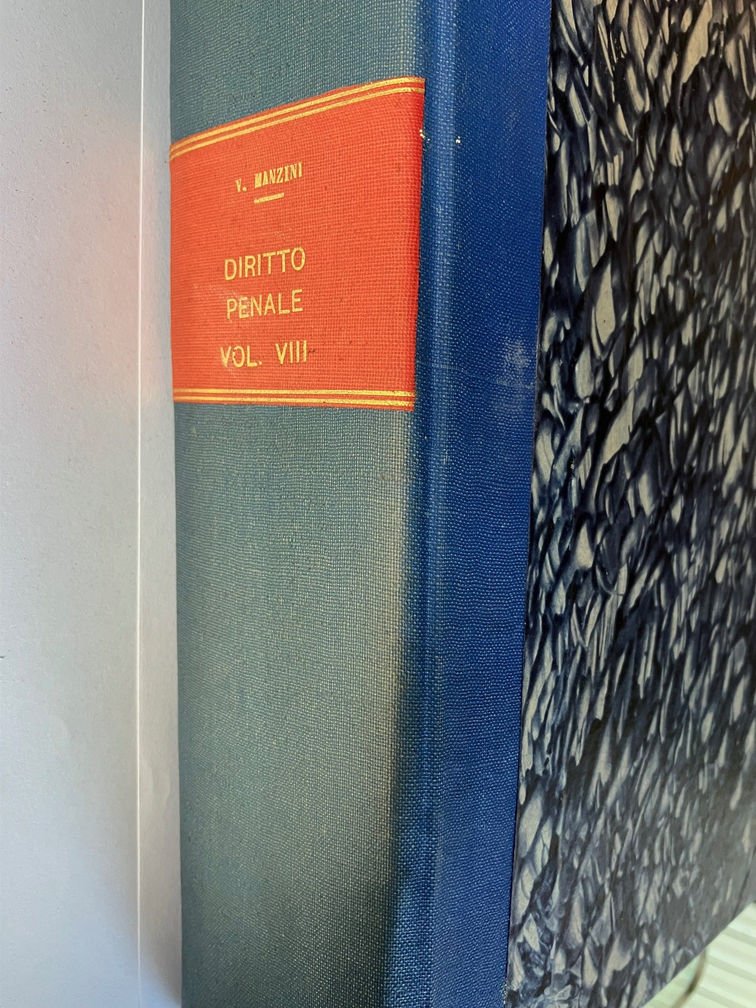 V. MANZINI
DIRITTO
PENALE
VOL. VIII